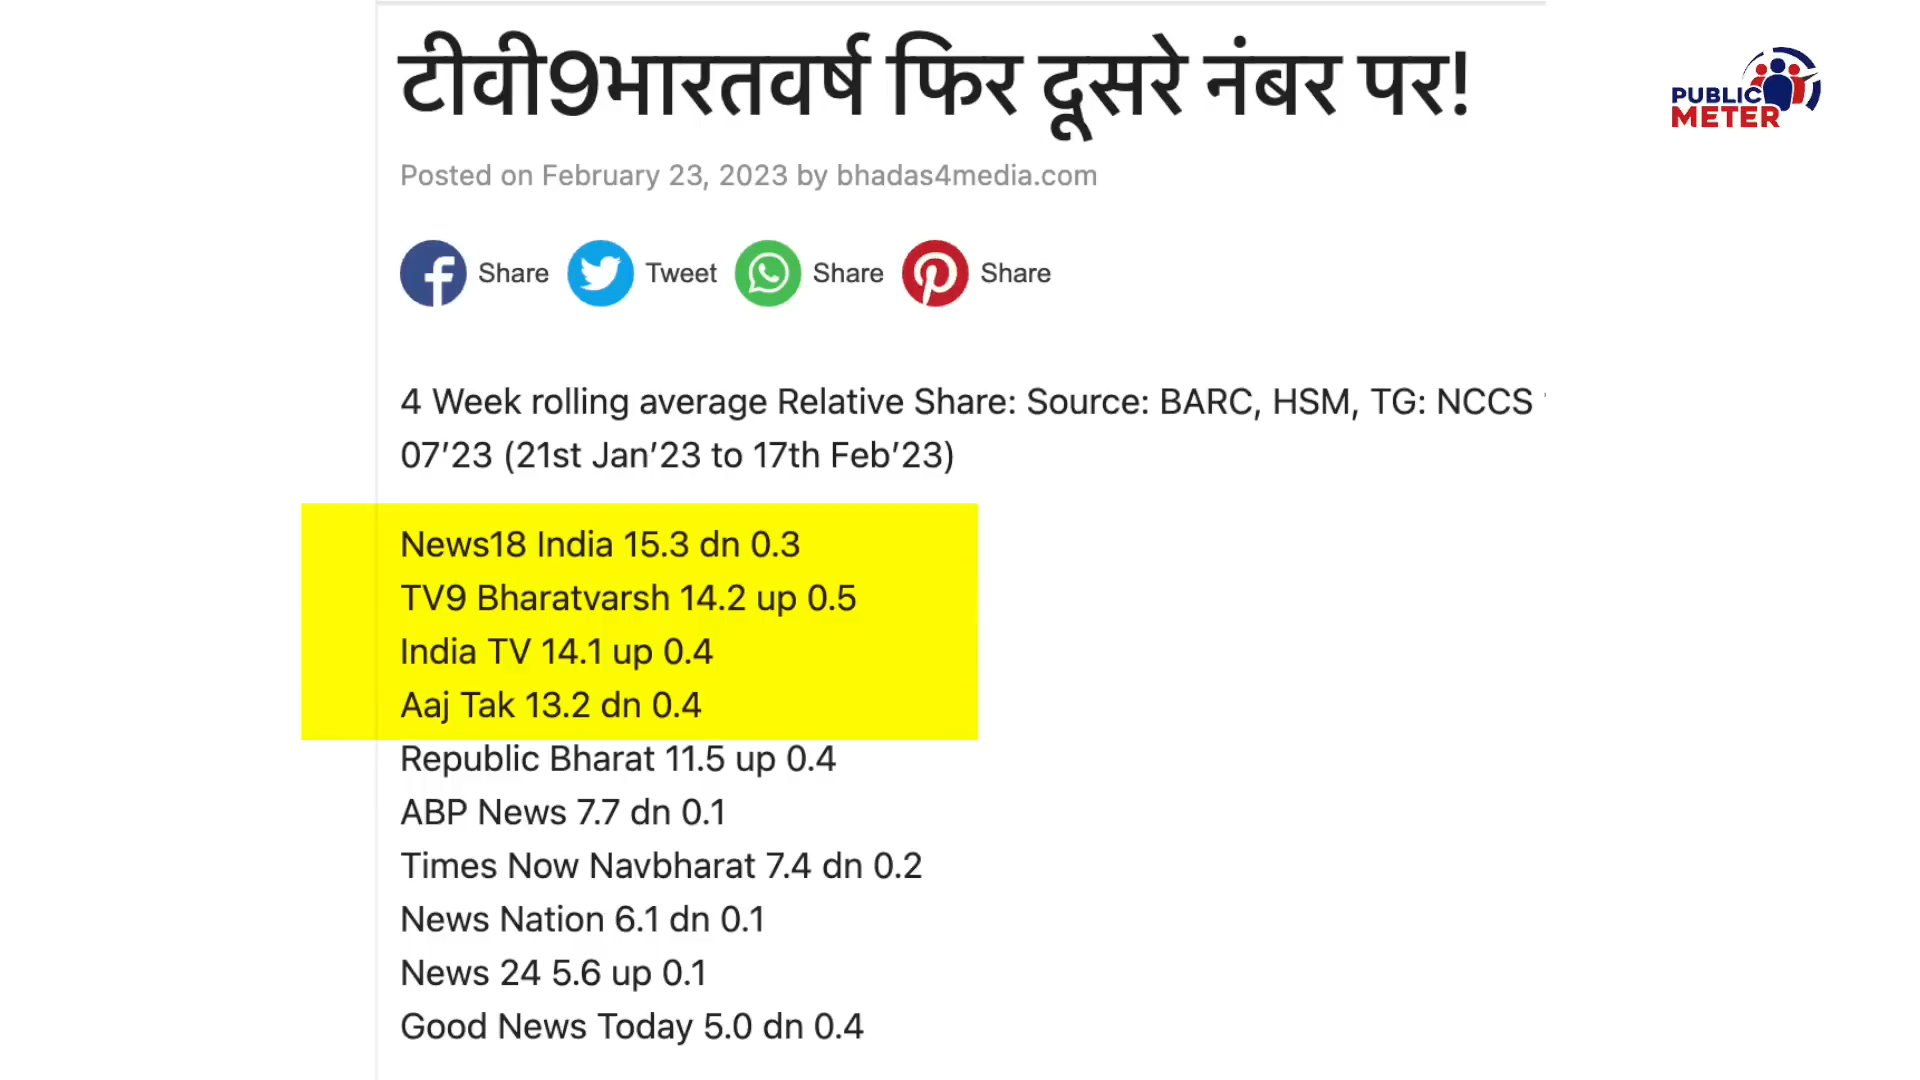 टीवी9भारतवर्ष फिर दूसरे नंबर पर!
PUBLIC
METER
Posted on February 23, 2023 by bhadas4media.com
Share Tweet Share Share
4 Week rolling average Relative Share: Source: BARC, HSM, TG: NCCS
07’23 (21st Jan’23 to 17th Feb’23)
News18 India 15.3 dn 0.3
TV9 Bharatvarsh 14.2 up 0.5
India TV 14.1 up 0.4
Aaj Tak 13.2 dn 0.4
Republic Bharat 11.5 up 0.4
ABP News 7.7 dn 0.1
Times Now Navbharat 7.4 dn 0.2
News Nation 6.1 dn 0.1
News 24 5.6 up 0.1
Good News Today 5.0 dn 0.4